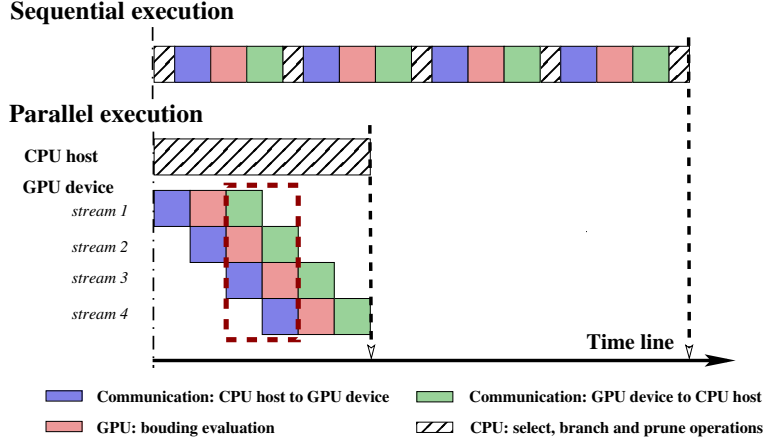 Sequential execution
Parallel execution
CPU host
GPU device
stream 1
stream 2
stream 3
stream 4
Time line
Communication: CPU host to GPU device
Communication: GPU device to CPU host
GPU: bouding evaluation
CPU: select, branch and prune operations